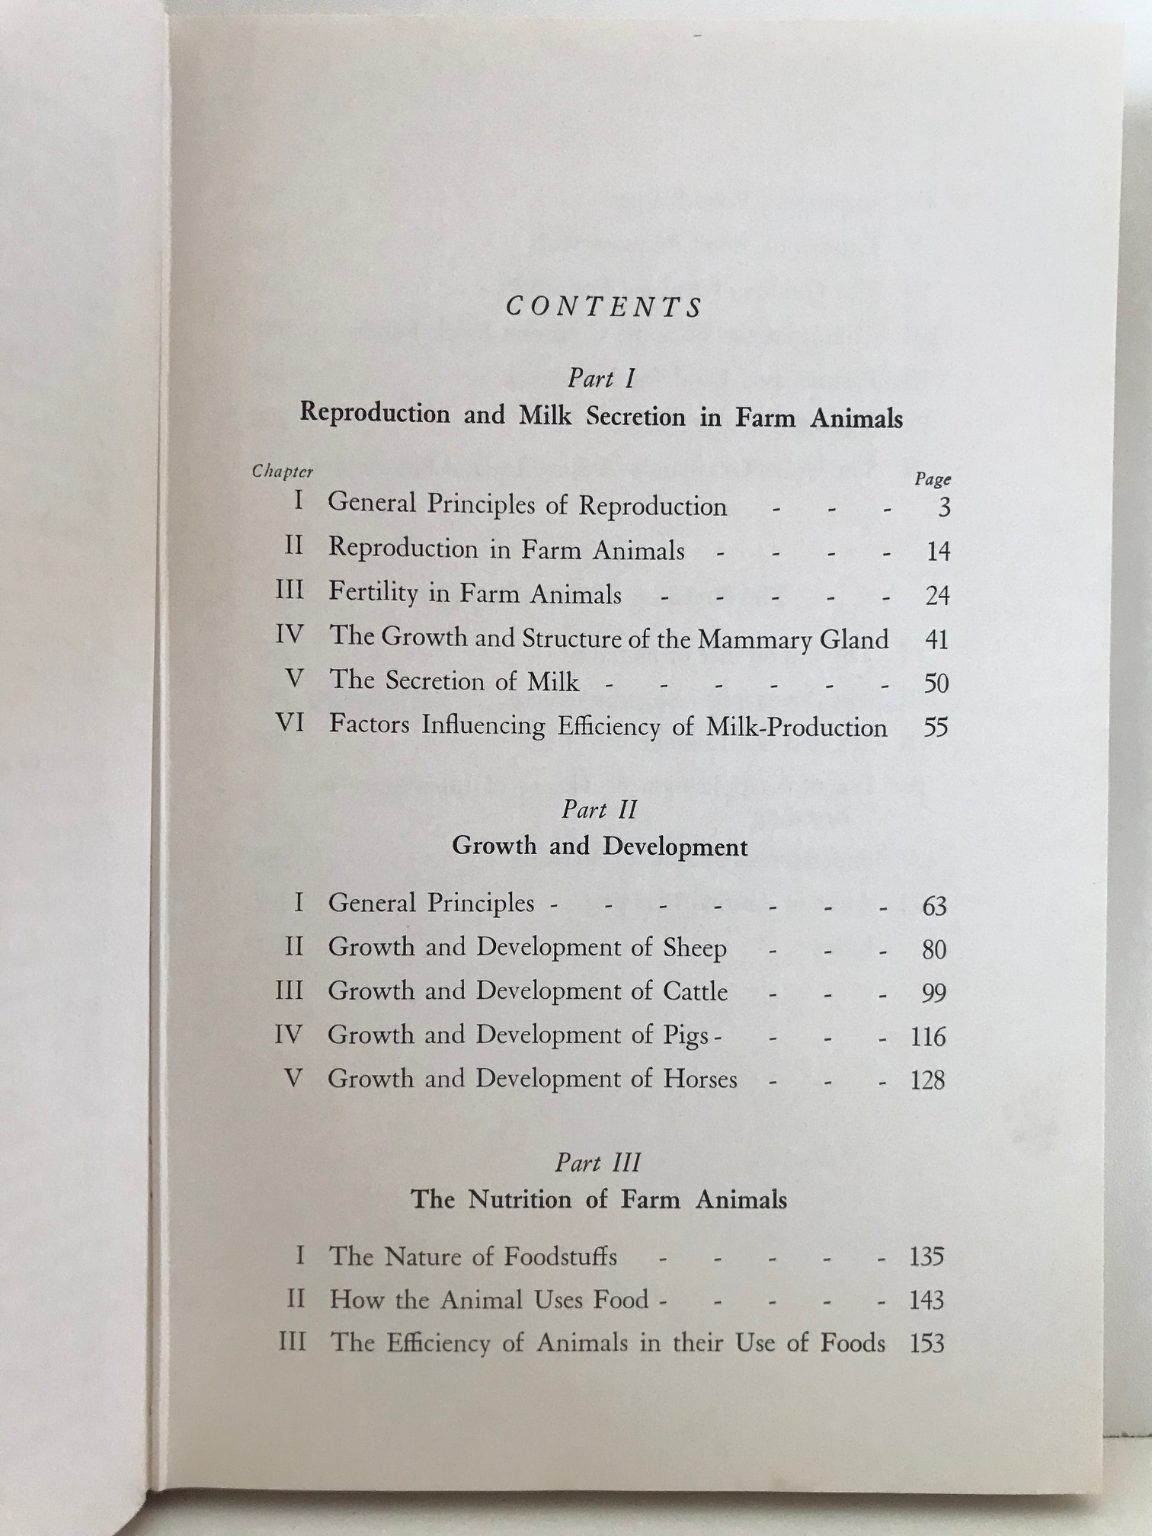 CONTENTS
Part I
Reproduction and Milk Secretion in Farm Animals
Chapter Page
I General Principles of Reproduction - - - 3
II Reproduction in Farm Animals - - - - 14
III Fertility in Farm Animals - - - - - 24
IV The Growth and Structure of the Mammary Gland 41
V The Secretion of Milk - - - - - - 50
VI Factors Influencing Efficiency of Milk-Production 55
Part II
Growth and Development
I General Principles - - - - - - - 63
II Growth and Development of Sheep - - - 80
III Growth and Development of Cattle - - - 99
IV Growth and Development of Pigs - - - - 116
V Growth and Development of Horses - - - 128
Part III
The Nutrition of Farm Animals
I The Nature of Foodstuffs - - - - - 135
II How the Animal Uses Food - - - - - 143
III The Efficiency of Animals in their Use of Foods 153